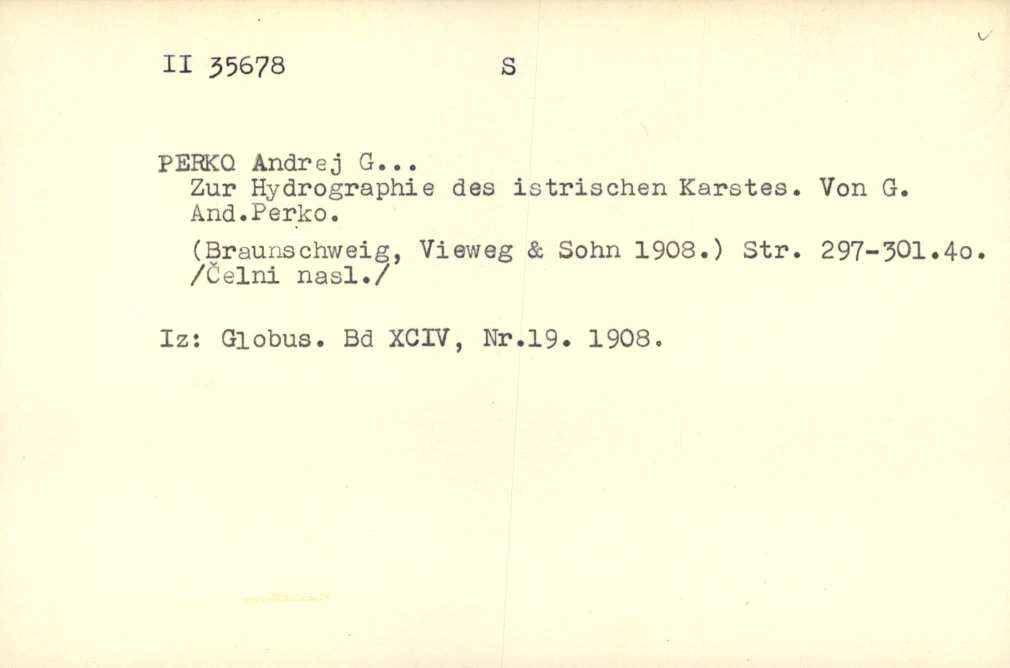 II 35678 S
PERKO Andrej G...
Zur Hydrographie des istrischen Karstes. Von G.
And.Perko.
(Braunschweig, Vieweg & Sohn 1908.) Str. 297-301.4o.
/Čelni nasl./
Iz: Globus. Bd XCIV, Nr.19. 1908.